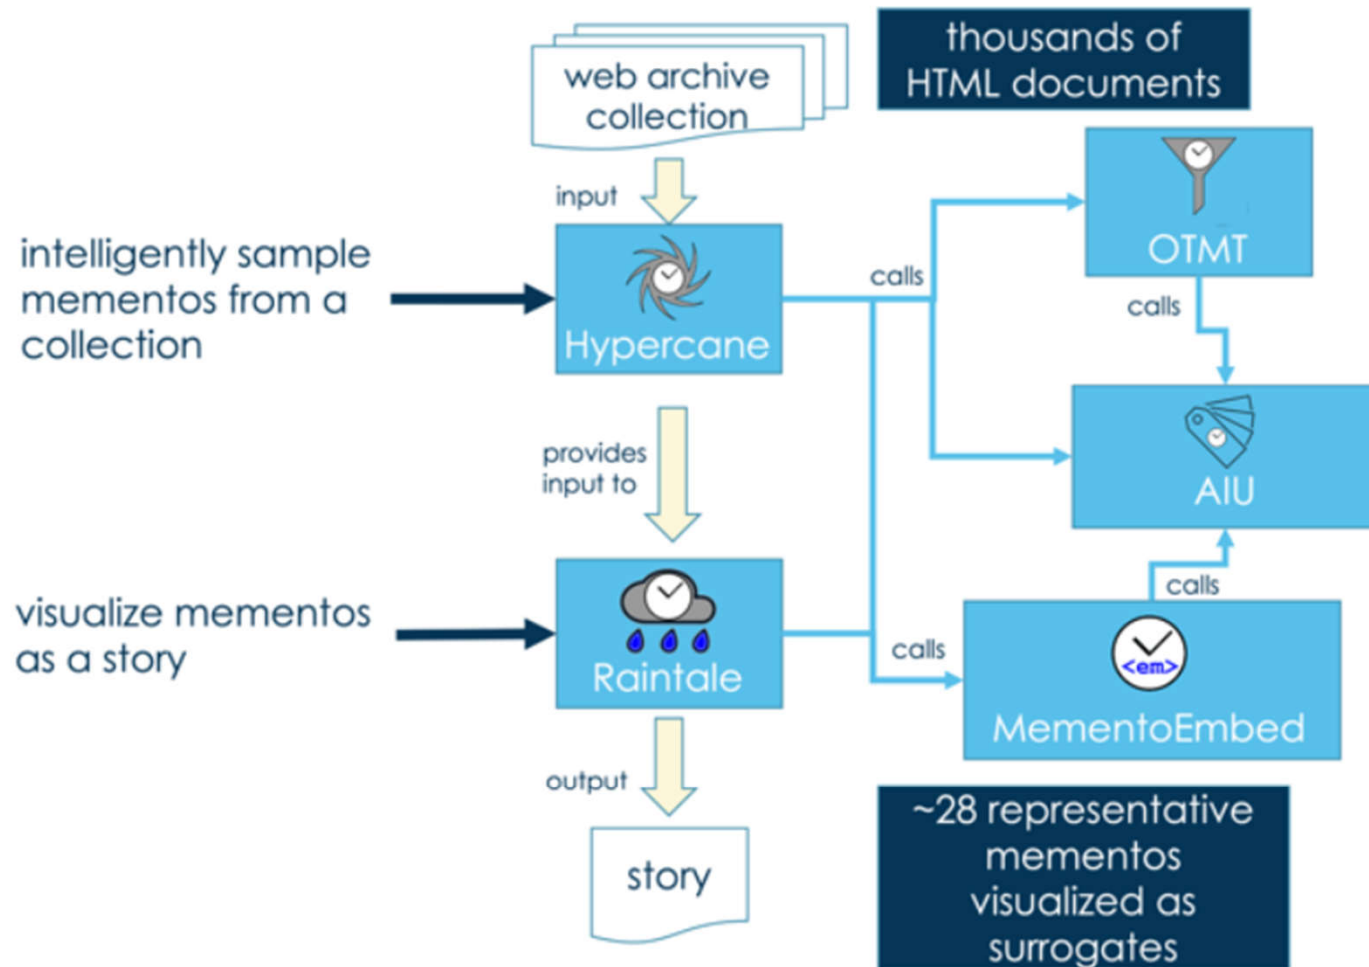 web archive
collection
thousands of
HTML documents
input
OTMT
intelligently sample
mementos from a
collection
calls
Hypercane
calls
provides
input to
AIU
calls
visualize mementos
as a story
calls
<em>
Raintale
MementoEmbed
output
~28 representative
mementos
visualized as
surrogates
story